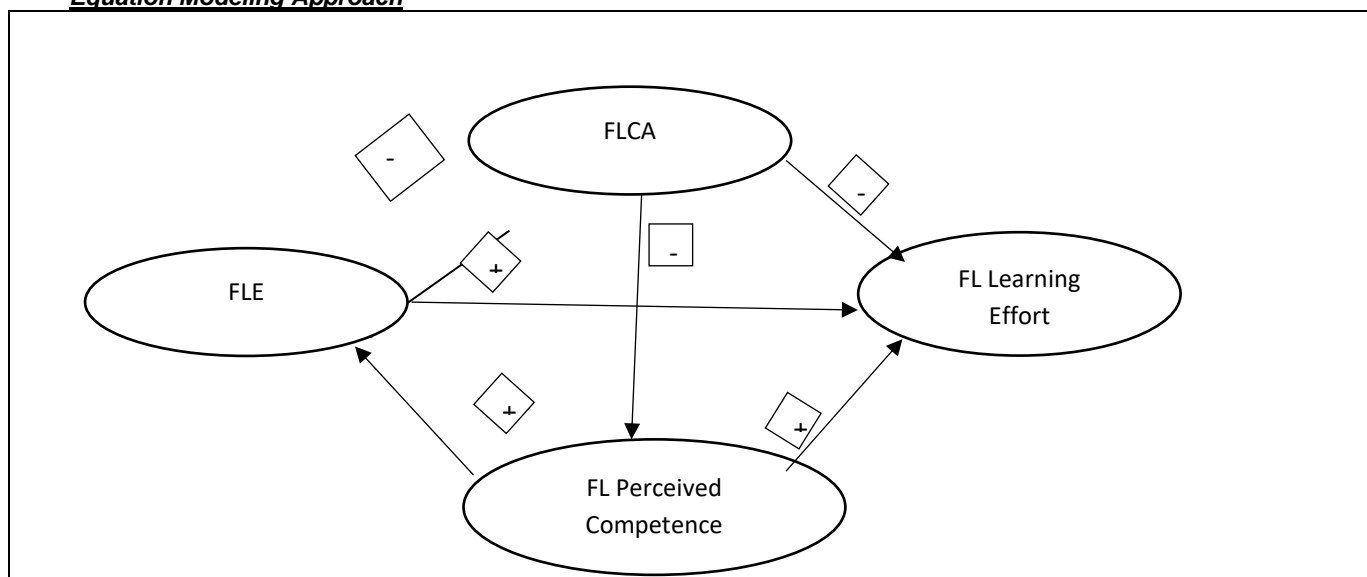 Equation Modeling Approach
FLCA
-
-
-
FLE
+
FL Learning
Effort
+
+
FL Perceived
Competence